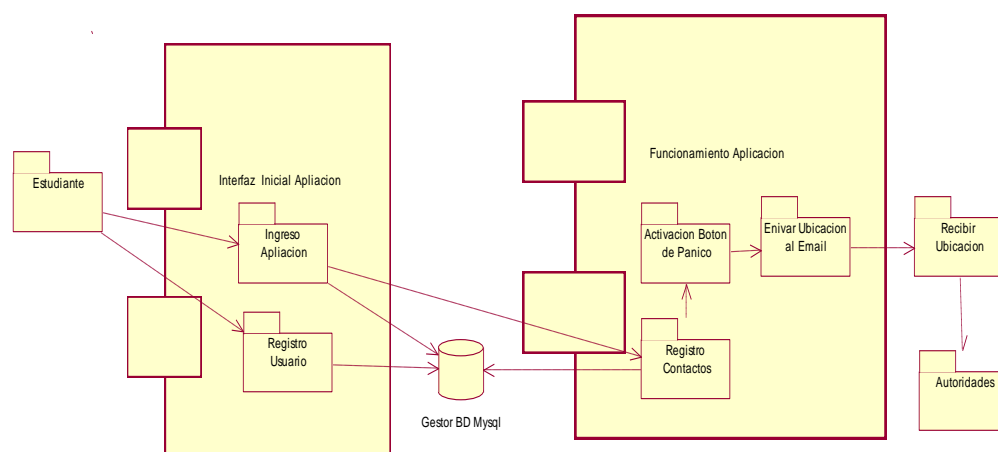 Funcionamiento Aplicacion
Estudiante
Interfaz Inicial Apliacion
Ingreso
Apliacion
Activacion Boton
de Panico
Enivar Ubicacion
al Email
Recibir
Ubicacion
Registro
Usuario
Registro
Contactos
Autoridades
Gestor BD Mysql